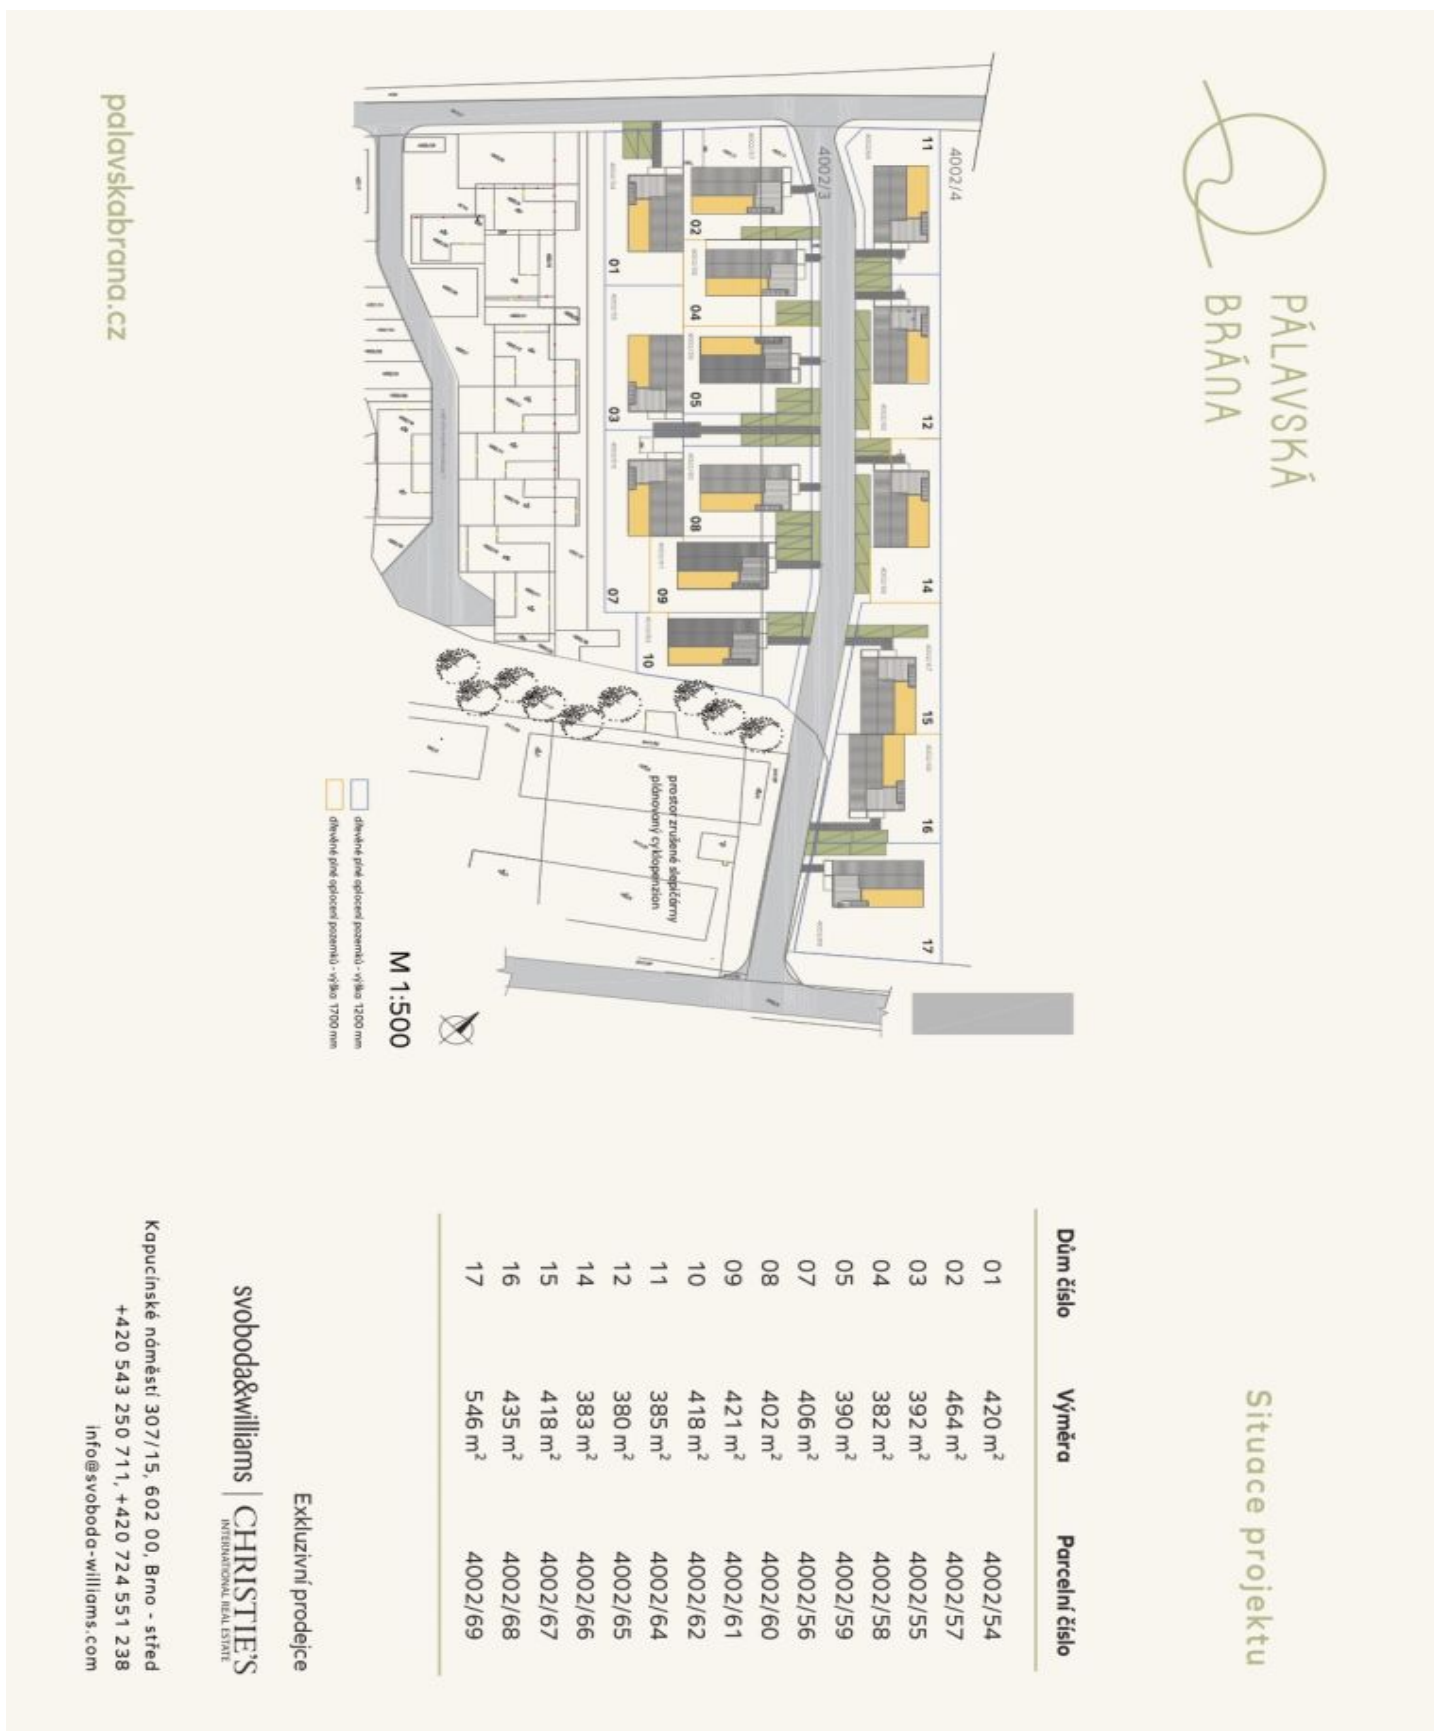 PÁLAVSKÁ
BRÁNA
Situace projektu
4002/4
4002/3
11
12
14
15
16
17
02
04
05
08
09
10
01
03
07
prostor zrušené slepičárny
plánovaný cyklopenzion
M 1:500
dřevěné plné oplocení pozemků - výška 1200 mm
dřevěné plné oplocení pozemků - výška 1700 mm
Dům číslo Výměra Parcelní číslo
01 420 m² 4002/54
02 464 m² 4002/57
03 392 m² 4002/55
04 382 m² 4002/58
05 390 m² 4002/59
07 406 m² 4002/56
08 402 m² 4002/60
09 421 m² 4002/61
10 418 m² 4002/62
11 385 m² 4002/64
12 380 m² 4002/65
14 383 m² 4002/66
15 418 m² 4002/67
16 435 m² 4002/68
17 546 m² 4002/69
Exkluzivní prodejce
svoboda&williams | CHRISTIE'S
INTERNATIONAL REAL ESTATE
Kapucínské náměstí 307/15, 602 00, Brno - střed
+420 543 250 711, +420 724 551 238
info@svoboda-williams.com
palavskabrana.cz